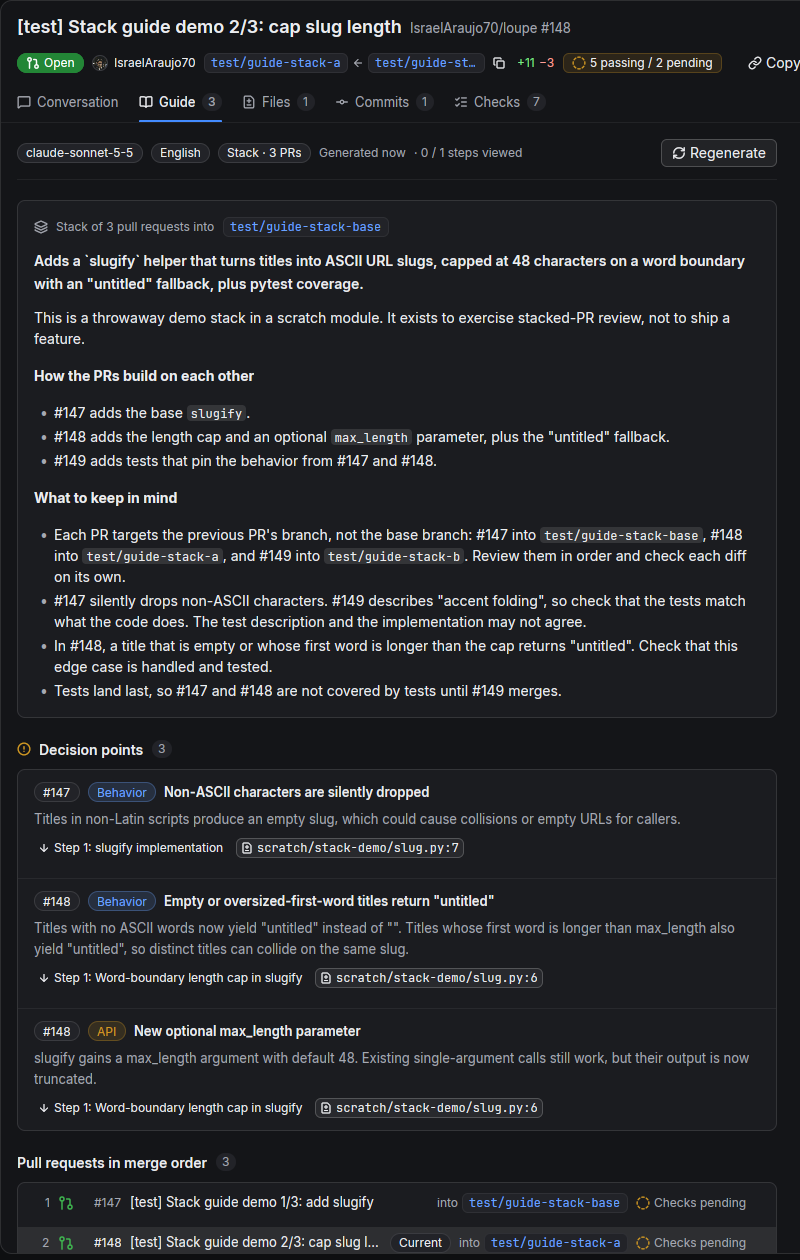 [test] Stack guide demo 2/3: cap slug length IsraelAraujo70/loupe #148
Open IsraelAraujo70 test/guide-stack-a ← test/guide-st… +11 −3 5 passing / 2 pending Copy
Conversation Guide 3 Files 1 Commits 1 Checks 7
claude-sonnet-5-5 English Stack · 3 PRs Generated now · 0 / 1 steps viewed Regenerate
Stack of 3 pull requests into test/guide-stack-base
Adds a `slugify` helper that turns titles into ASCII URL slugs, capped at 48 characters on a word boundary
with an "untitled" fallback, plus pytest coverage.
This is a throwaway demo stack in a scratch module. It exists to exercise stacked-PR review, not to ship a
feature.
How the PRs build on each other
• #147 adds the base slugify.
• #148 adds the length cap and an optional max_length parameter, plus the "untitled" fallback.
• #149 adds tests that pin the behavior from #147 and #148.
What to keep in mind
• Each PR targets the previous PR's branch, not the base branch: #147 into test/guide-stack-base, #148
into test/guide-stack-a, and #149 into test/guide-stack-b. Review them in order and check each diff
on its own.
• #147 silently drops non-ASCII characters. #149 describes "accent folding", so check that the tests match
what the code does. The test description and the implementation may not agree.
• In #148, a title that is empty or whose first word is longer than the cap returns "untitled". Check that this
edge case is handled and tested.
• Tests land last, so #147 and #148 are not covered by tests until #149 merges.
Decision points 3
#147 Behavior Non-ASCII characters are silently dropped
Titles in non-Latin scripts produce an empty slug, which could cause collisions or empty URLs for callers.
↓ Step 1: slugify implementation scratch/stack-demo/slug.py:7
#148 Behavior Empty or oversized-first-word titles return "untitled"
Titles with no ASCII words now yield "untitled" instead of "". Titles whose first word is longer than max_length also
yield "untitled", so distinct titles can collide on the same slug.
↓ Step 1: Word-boundary length cap in slugify scratch/stack-demo/slug.py:6
#148 API New optional max_length parameter
slugify gains a max_length argument with default 48. Existing single-argument calls still work, but their output is now
truncated.
↓ Step 1: Word-boundary length cap in slugify scratch/stack-demo/slug.py:6
Pull requests in merge order 3
1 #147 [test] Stack guide demo 1/3: add slugify into test/guide-stack-base Checks pending
2 #148 [test] Stack guide demo 2/3: cap slug l… Current into test/guide-stack-a Checks pending